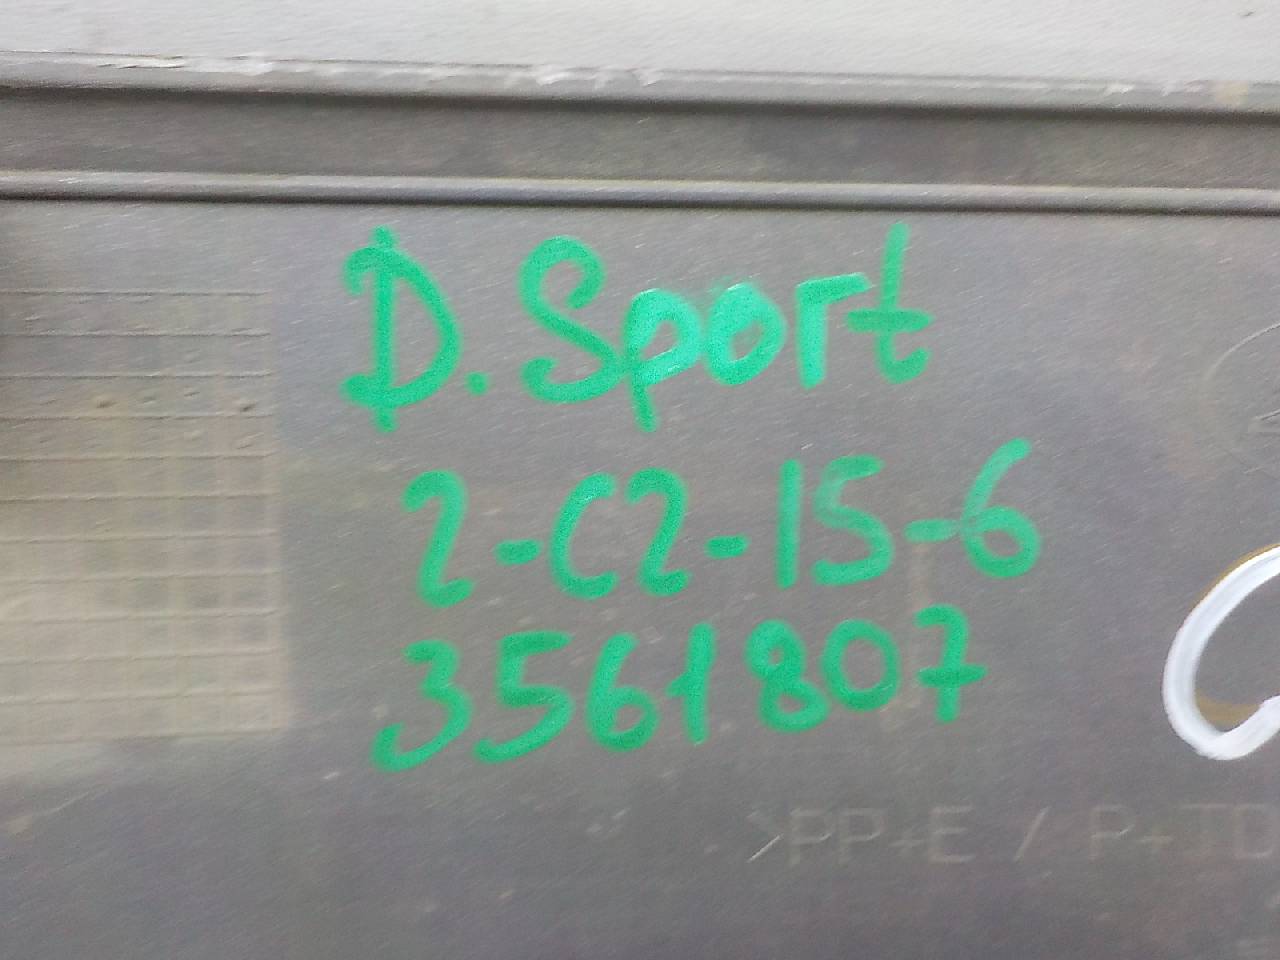 D. Sport
2-C2-15-6
3561807
>PP+E / P+TD